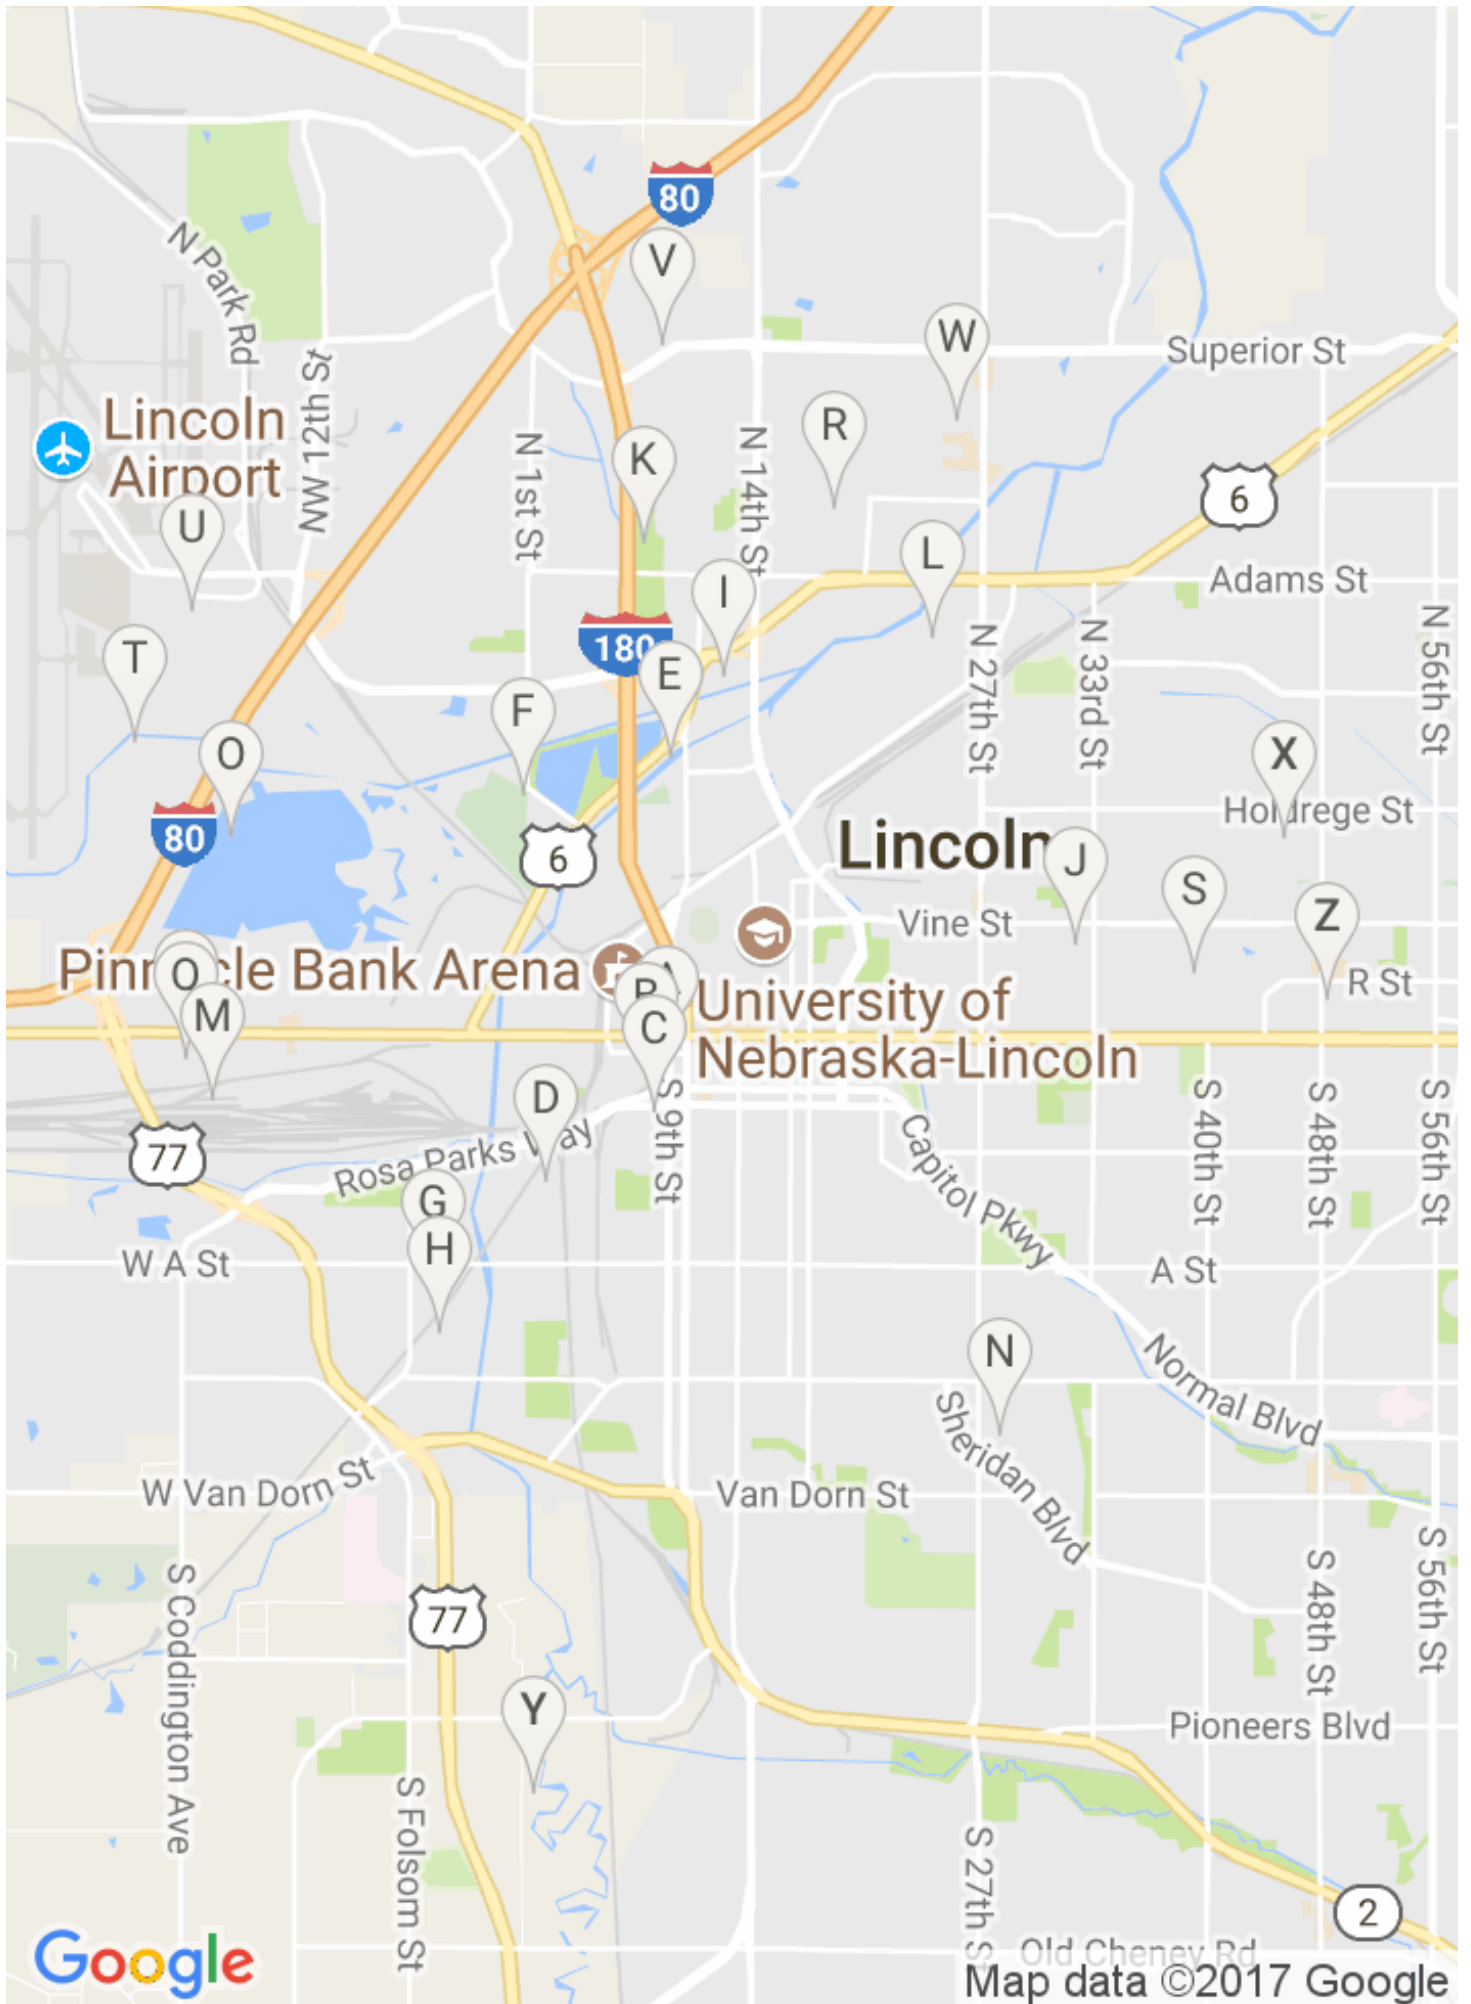 80
V
N Park Rd
W
Superior St
NW 12th St
Lincoln
Airport
R
N 1st St
K
N 14th St
6
U
L
I
Adams St
180
T
E
N 27th St
N 33rd St
N 56th St
F
O
X
80
Holdrege St
6
Lincoln
J
S
Z
Vine St
Pinnacle Bank Arena
Q
A
B
R St
M
C
University of
Nebraska-Lincoln
D
S 9th St
S 40th St
S 48th St
S 56th St
77
Rosa Parks Way
Capitol Pkwy
G
H
W A St
A St
N
Normal Blvd
Sheridan Blvd
W Van Dorn St
Van Dorn St
S Coddington Ave
77
S 48th St
S 56th St
Y
Pioneers Blvd
S Folsom St
S 27th St
2
Old Cheney Rd
Google
Map data ©2017 Google